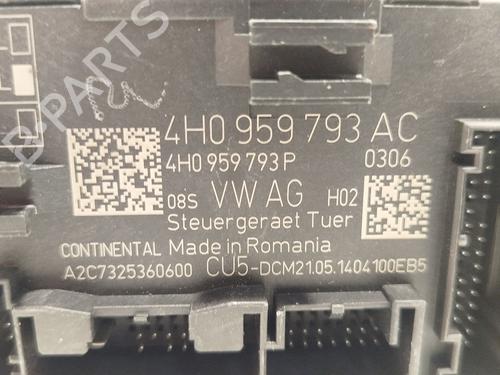 B-PARTS
4H0 959 793 AC
4H0 959 793 P 0306
08S VW AG H02
Steuergeraet Tuer
CONTINENTAL Made in Romania
A2C7325360600 CU5-DCM21.05.1404100EB5